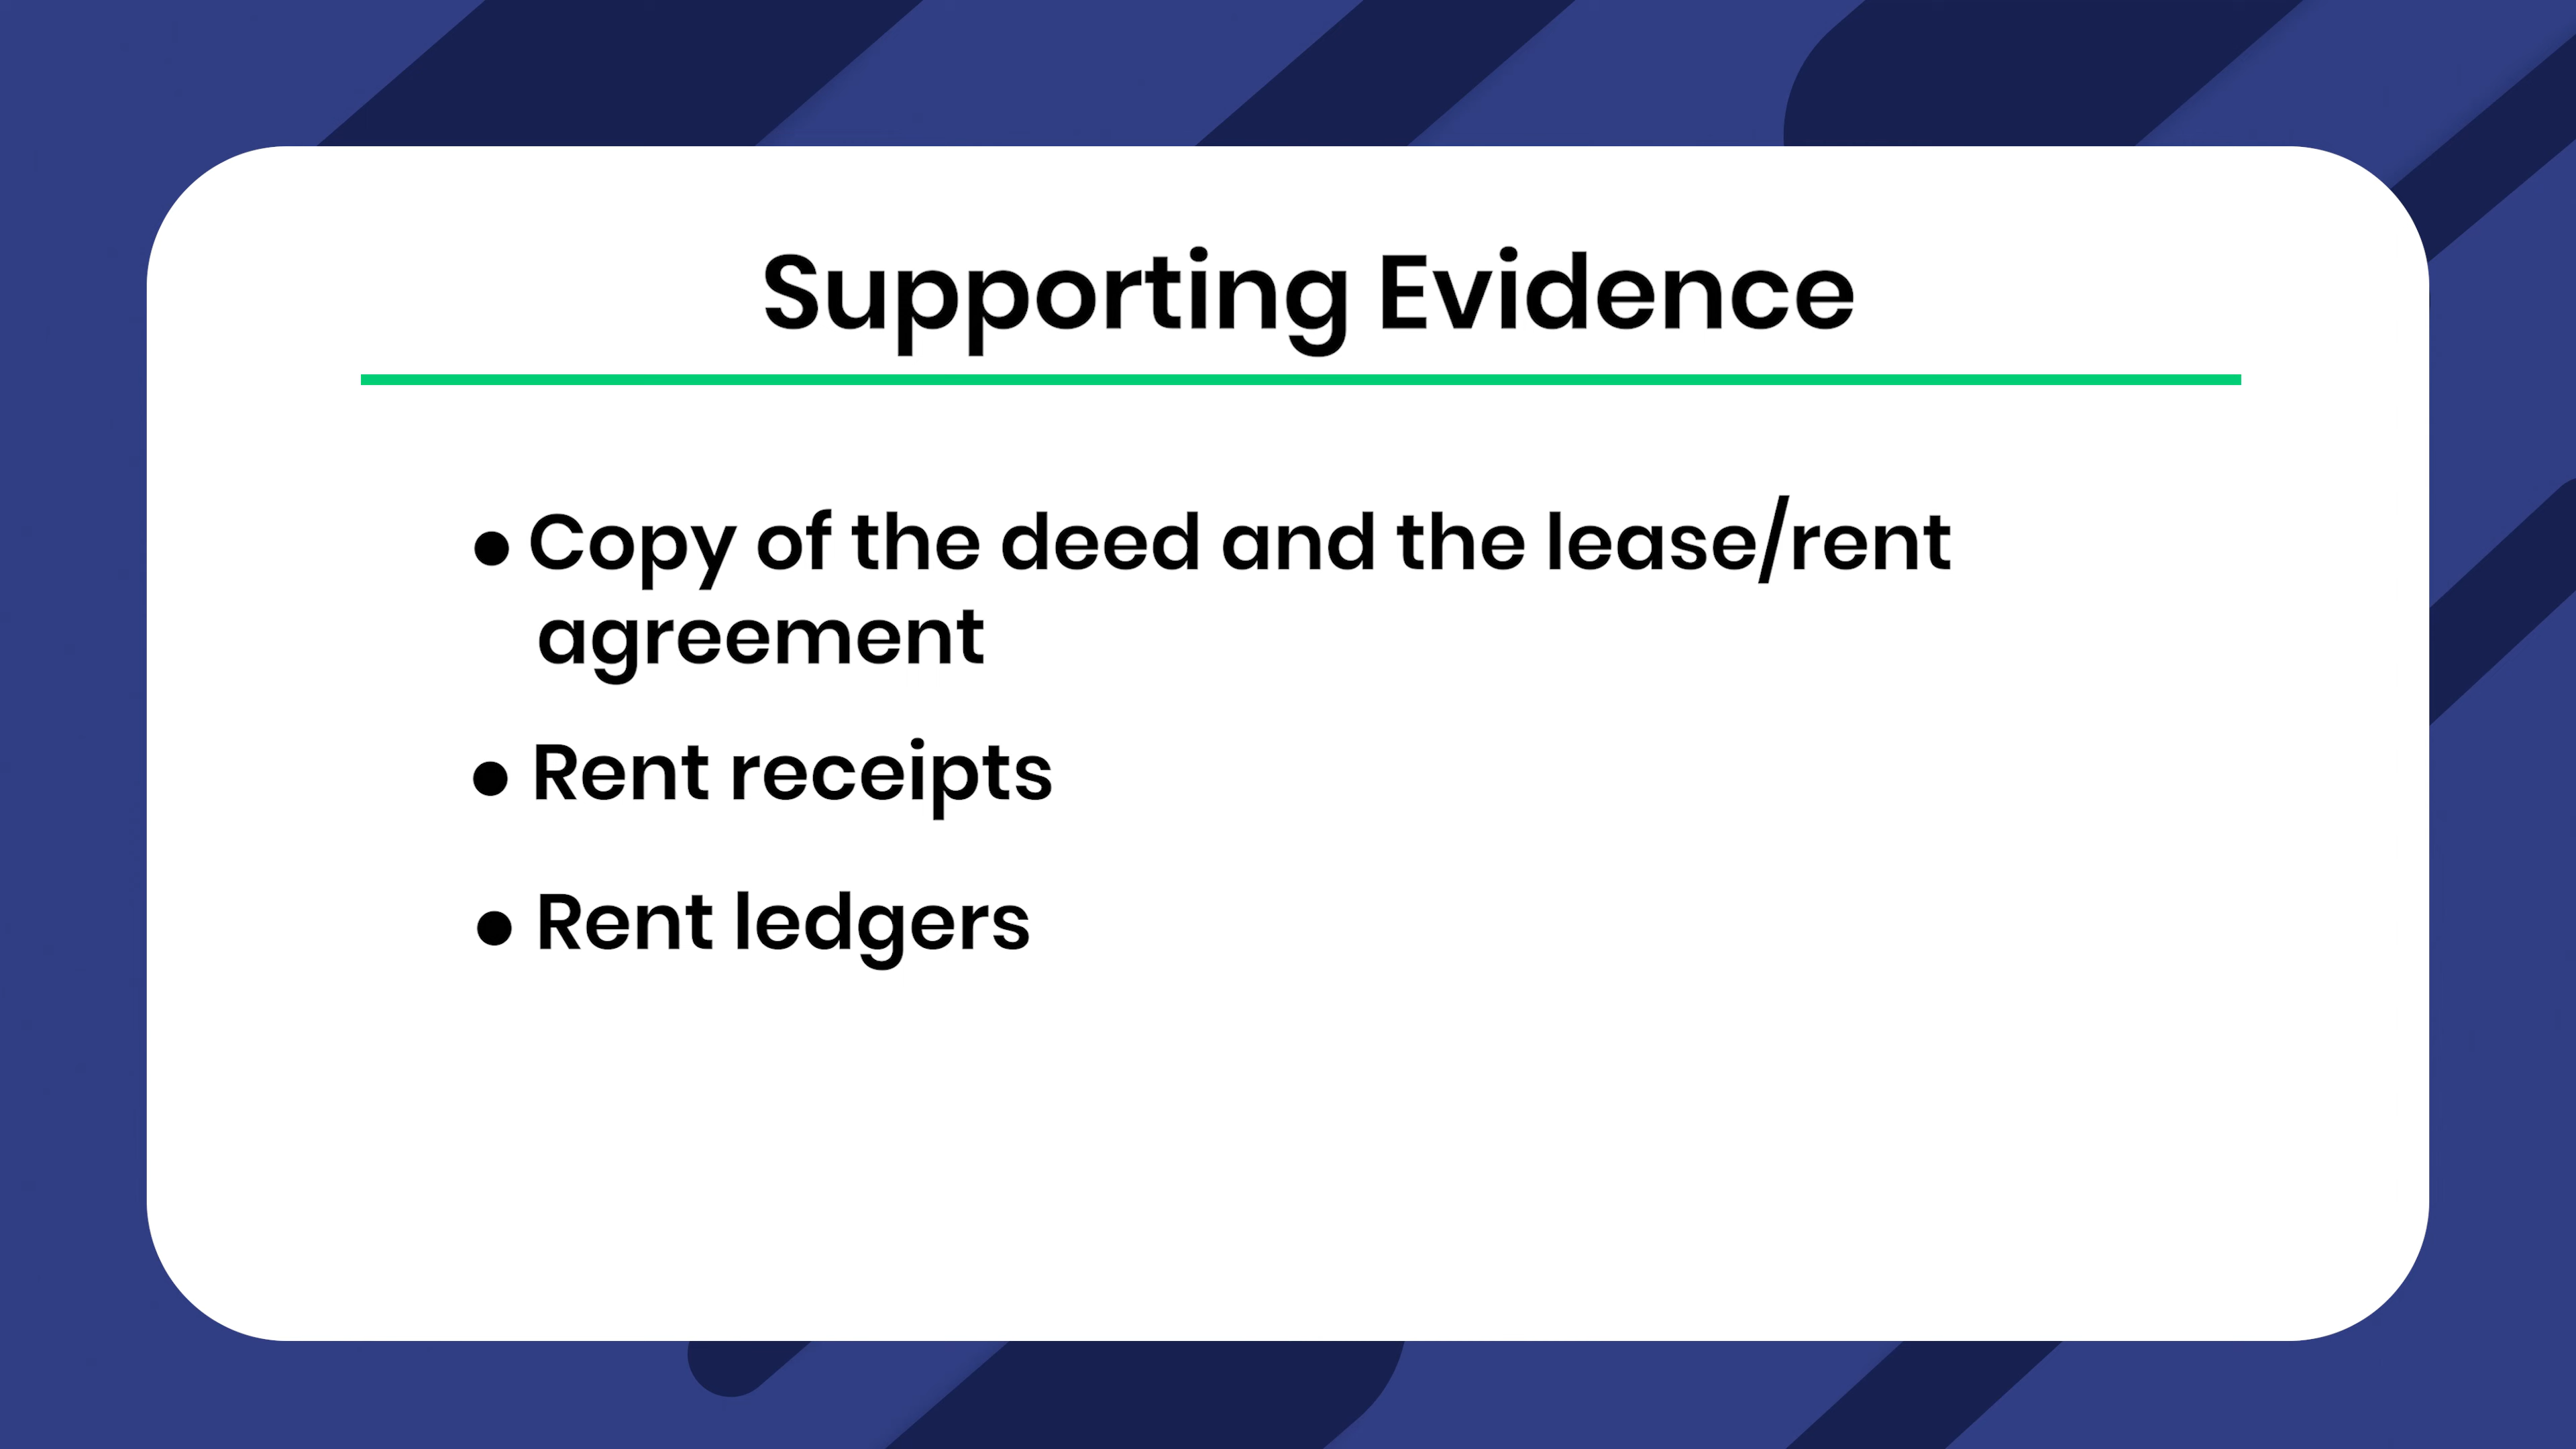 Supporting Evidence
• Copy of the deed and the lease/rent
agreement
• Rent receipts
• Rent ledgers